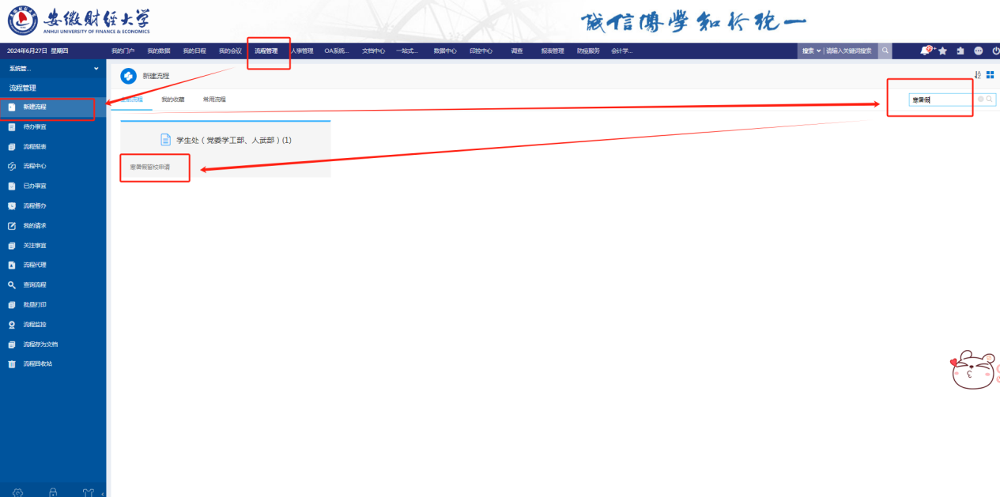 安徽财经大学
ANHUI UNIVERSITY OF FINANCE & ECONOMICS
诚信博学知行统一
2024年6月27日 星期四
我的门户 我的数据 我的日程 我的会议 流程管理 人事管理 OA系统... 文档中心 一站式... 数据中心 印控中心 调查 报表管理 防疫服务 会计学...
搜索 请输入关键词搜索
系统管...
流程管理
新建流程
待办事宜
流程报表
流程中心
已办事宜
流程督办
我的请求
关注事宜
流程代理
查询流程
批量打印
流程监控
流程存为文档
流程回收站
新建流程
全部流程 我的收藏 常用流程
寒暑假
学生处（党委学工部、人武部）(1)
寒暑假留校申请